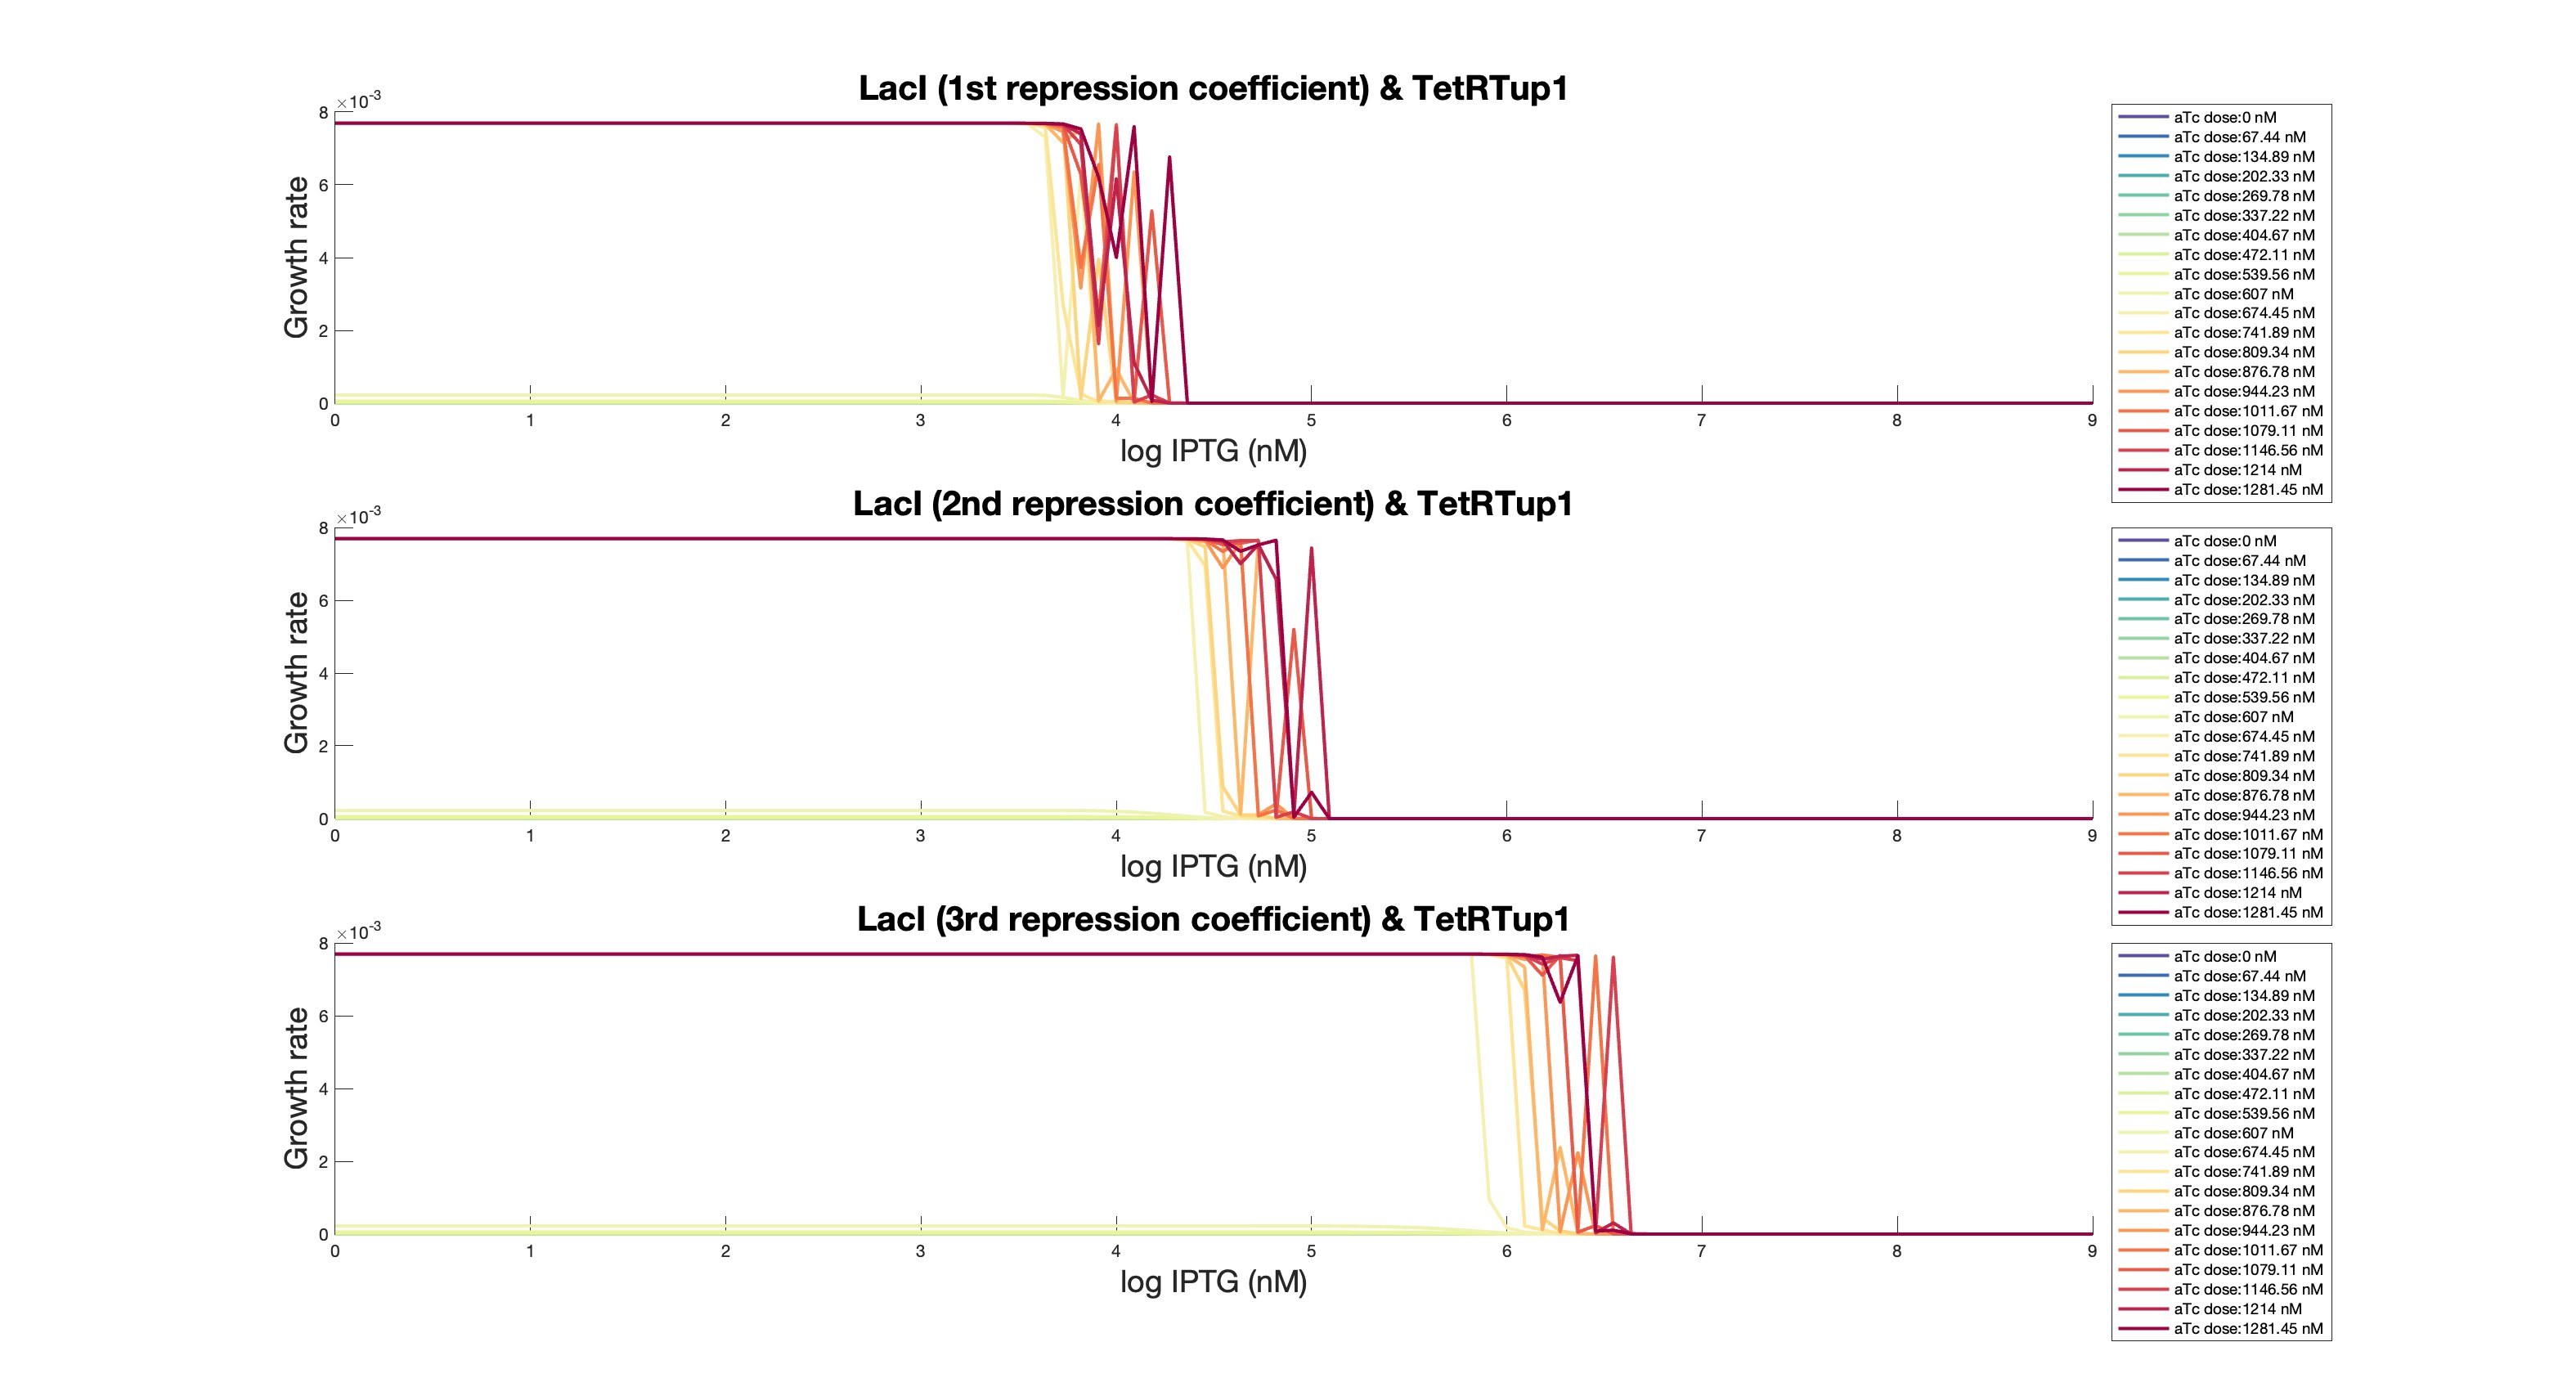 LacI (1st repression coefficient) & TetRTup1
×10-3
8
6
4
2
0
Growth rate
0 1 2 3 4 5 6 7 8 9
log IPTG (nM)
aTc dose:0 nM
aTc dose:67.44 nM
aTc dose:134.89 nM
aTc dose:202.33 nM
aTc dose:269.78 nM
aTc dose:337.22 nM
aTc dose:404.67 nM
aTc dose:472.11 nM
aTc dose:539.56 nM
aTc dose:607 nM
aTc dose:674.45 nM
aTc dose:741.89 nM
aTc dose:809.34 nM
aTc dose:876.78 nM
aTc dose:944.23 nM
aTc dose:1011.67 nM
aTc dose:1079.11 nM
aTc dose:1146.56 nM
aTc dose:1214 nM
aTc dose:1281.45 nM
LacI (2nd repression coefficient) & TetRTup1
×10-3
8
6
4
2
0
Growth rate
0 1 2 3 4 5 6 7 8 9
log IPTG (nM)
aTc dose:0 nM
aTc dose:67.44 nM
aTc dose:134.89 nM
aTc dose:202.33 nM
aTc dose:269.78 nM
aTc dose:337.22 nM
aTc dose:404.67 nM
aTc dose:472.11 nM
aTc dose:539.56 nM
aTc dose:607 nM
aTc dose:674.45 nM
aTc dose:741.89 nM
aTc dose:809.34 nM
aTc dose:876.78 nM
aTc dose:944.23 nM
aTc dose:1011.67 nM
aTc dose:1079.11 nM
aTc dose:1146.56 nM
aTc dose:1214 nM
aTc dose:1281.45 nM
LacI (3rd repression coefficient) & TetRTup1
×10-3
8
6
4
2
0
Growth rate
0 1 2 3 4 5 6 7 8 9
log IPTG (nM)
aTc dose:0 nM
aTc dose:67.44 nM
aTc dose:134.89 nM
aTc dose:202.33 nM
aTc dose:269.78 nM
aTc dose:337.22 nM
aTc dose:404.67 nM
aTc dose:472.11 nM
aTc dose:539.56 nM
aTc dose:607 nM
aTc dose:674.45 nM
aTc dose:741.89 nM
aTc dose:809.34 nM
aTc dose:876.78 nM
aTc dose:944.23 nM
aTc dose:1011.67 nM
aTc dose:1079.11 nM
aTc dose:1146.56 nM
aTc dose:1214 nM
aTc dose:1281.45 nM